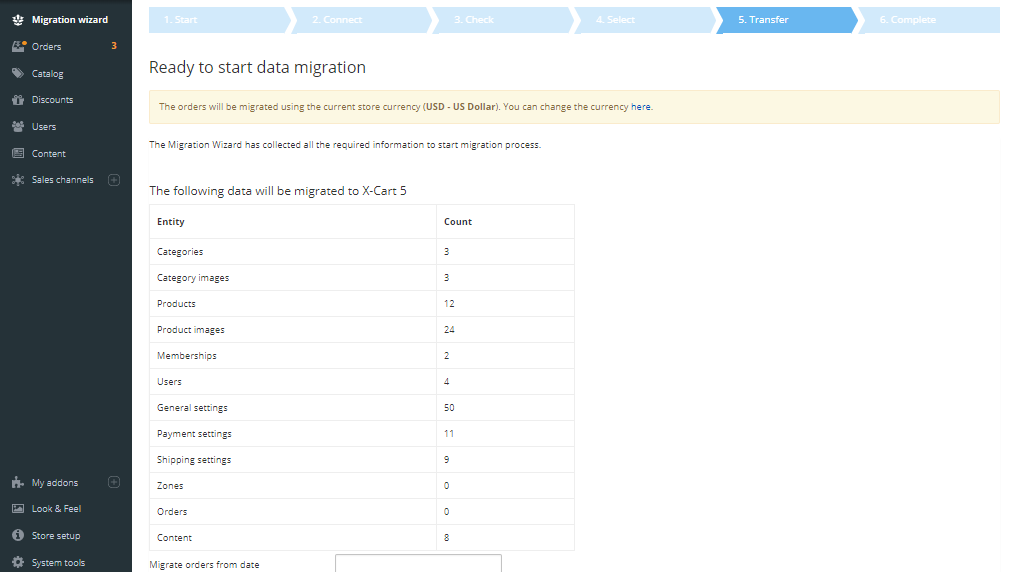 Migration wizard
Orders 3
Catalog
Discounts
Users
Content
Sales channels
My addons
Look & Feel
Store setup
System tools
1. Start 2. Connect 3. Check 4. Select 5. Transfer 6. Complete
Ready to start data migration
The orders will be migrated using the current store currency (USD - US Dollar). You can change the currency here.
The Migration Wizard has collected all the required information to start migration process.
The following data will be migrated to X-Cart 5
Entity Count
Categories 3
Category images 3
Products 12
Product images 24
Memberships 2
Users 4
General settings 50
Payment settings 11
Shipping settings 9
Zones 0
Orders 0
Content 8
Migrate orders from date